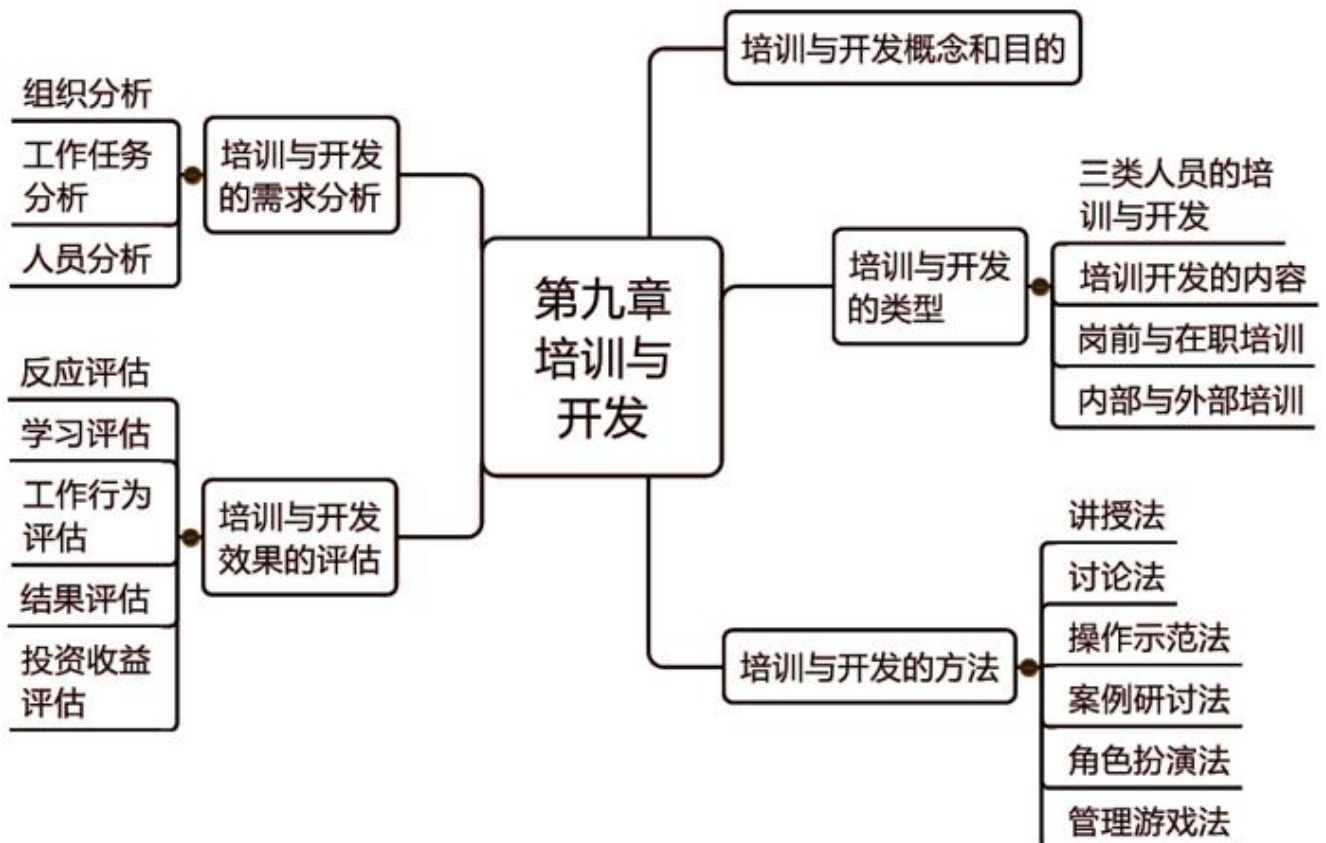 第九章
培训与
开发
培训与开发概念和目的
培训与开发
的类型
三类人员的培
训与开发
培训开发的内容
岗前与在职培训
内部与外部培训
培训与开发的方法
讲授法
讨论法
操作示范法
案例研讨法
角色扮演法
管理游戏法
培训与开发
的需求分析
组织分析
工作任务
分析
人员分析
培训与开发
效果的评估
反应评估
学习评估
工作行为
评估
结果评估
投资收益
评估